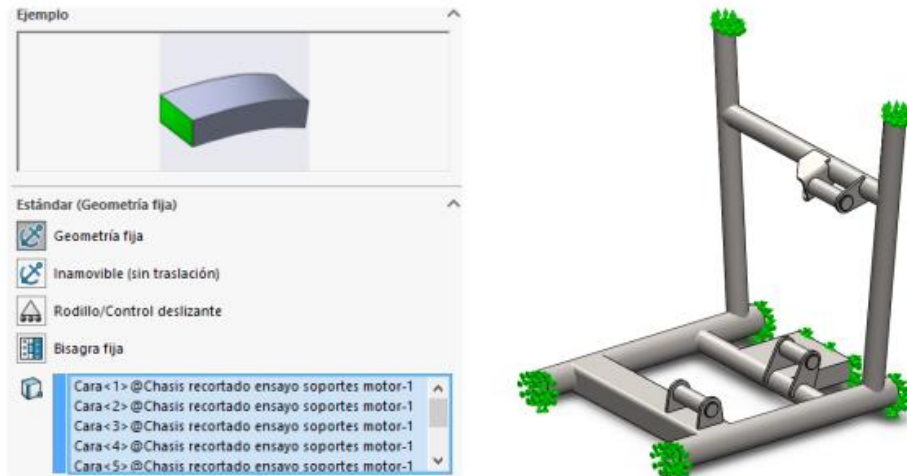 Ejemplo
Estándar (Geometría fija)
Geometría fija
Inamovible (sin traslación)
Rodillo/Control deslizante
Bisagra fija
Cara<1>@Chasis recortado ensayo soportes motor-1
Cara<2>@Chasis recortado ensayo soportes motor-1
Cara<3>@Chasis recortado ensayo soportes motor-1
Cara<4>@Chasis recortado ensayo soportes motor-1
Cara<5>@Chasis recortado ensayo soportes motor-1